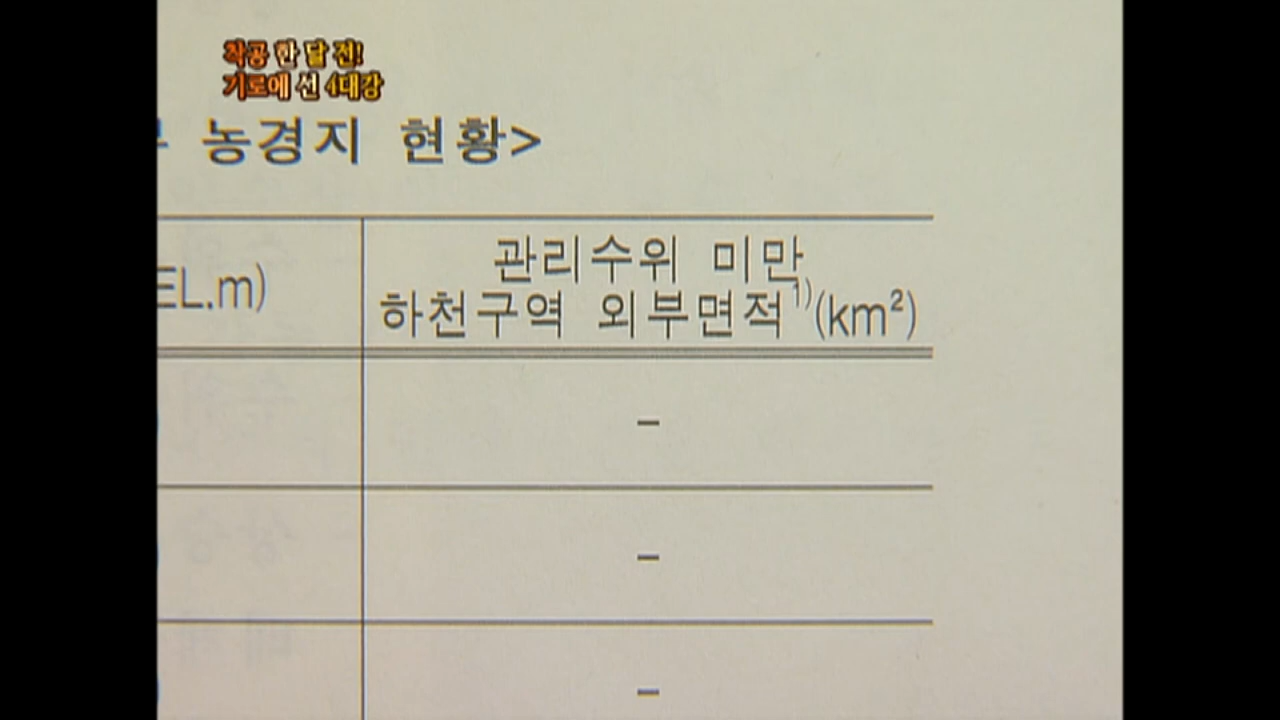 착공 한 달 전!
기로에 선 4대강
농경지 현황>
EL.m)
관리수위 미만
하천구역 외부면적¹⁾(km²)
–
–
–